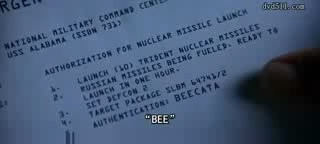 dvd511.com
RGEN
NATIONAL MILITARY COMMAND CENTE
USS ALABAMA (SSBN 731)
AUTHORIZATION FOR NUCLEAR MISSILE LAUNCH
1. LAUNCH (10) TRIDENT NUCLEAR MISSILES
RUSSIAN MISSILES BEING FUELED. READY TO
LAUNCH IN ONE HOUR.
2. SET DEFCON 2
3. TARGET PACKAGE SLBM 64741/2
4. AUTHENTICATION: BEECATA
"BEE"